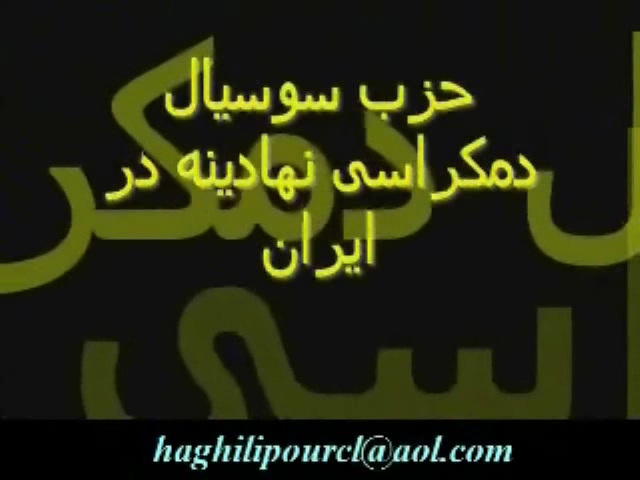 حزب سوسیال
دمکراسی نهادینه در
ایران
haghilipourcl@aol.com